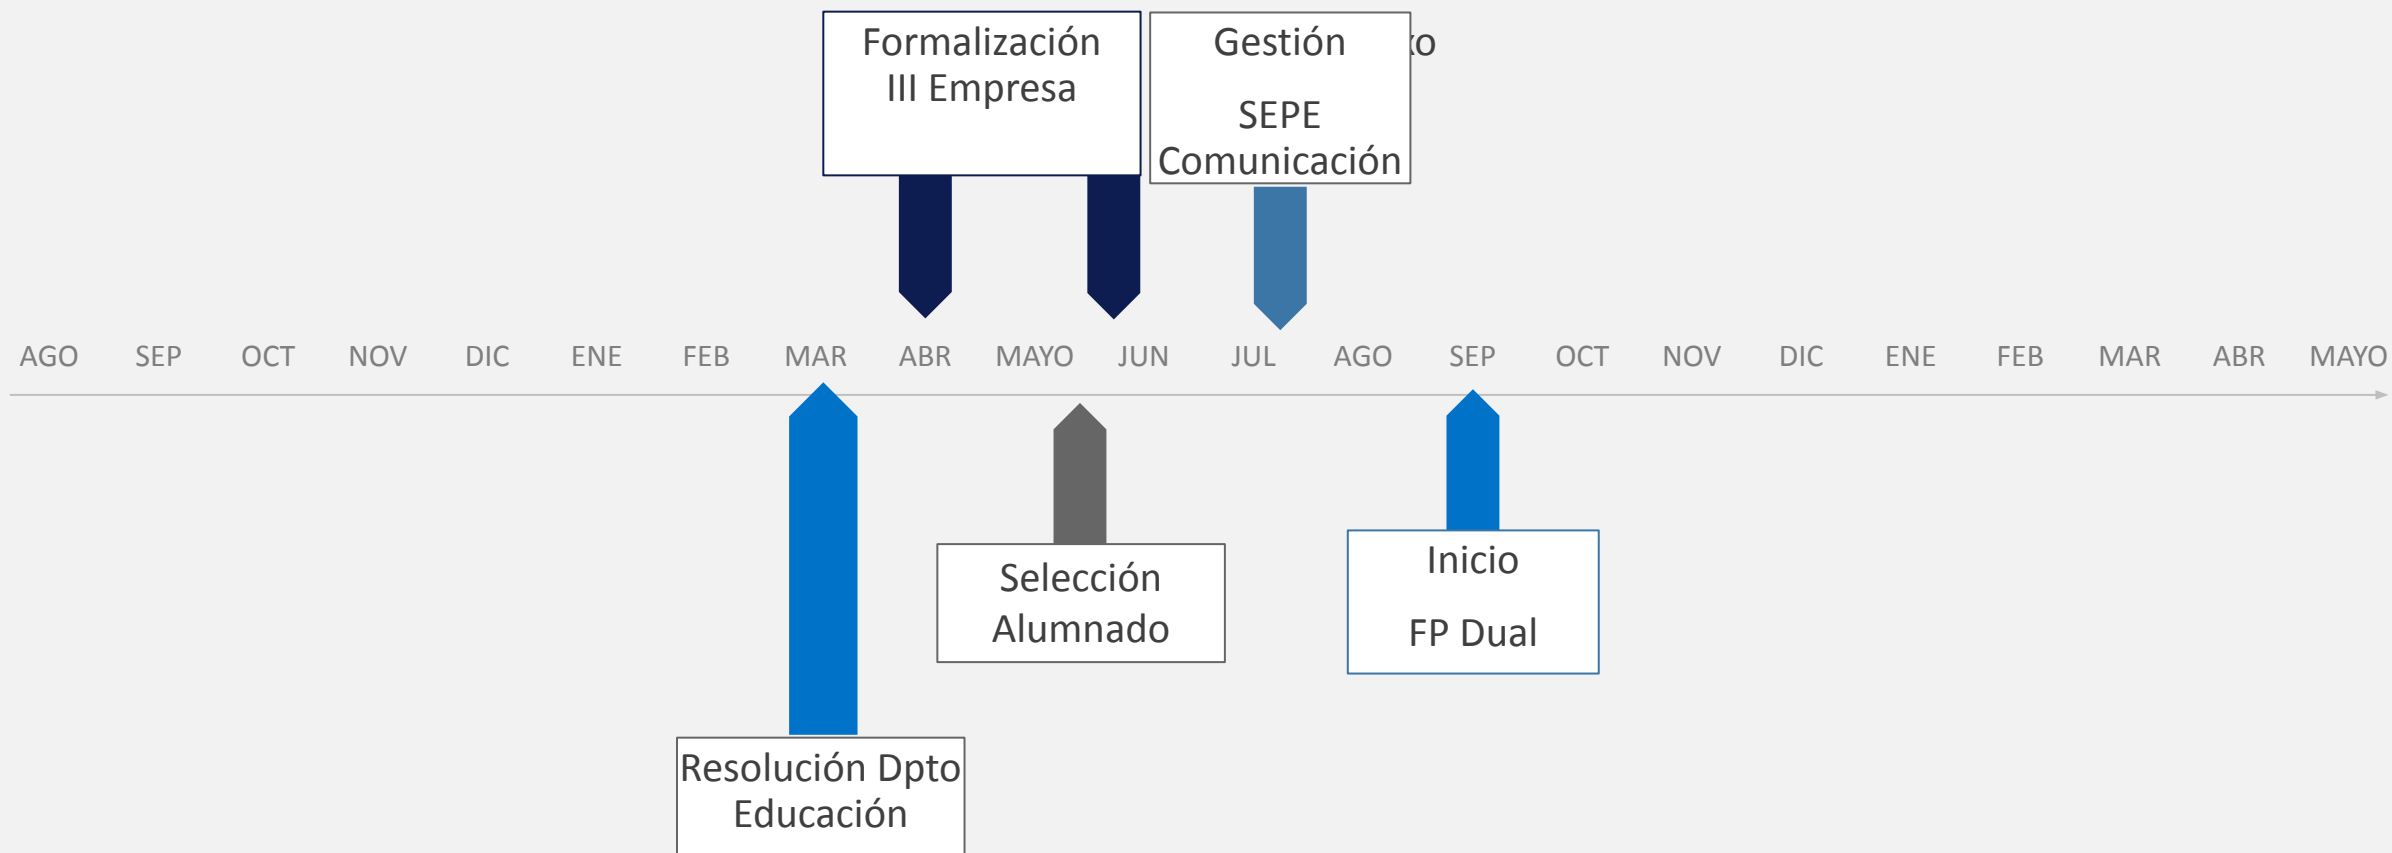 Formalización
III Empresa
Gestión
SEPE
Comunicación
AGO SEP OCT NOV DIC ENE FEB MAR ABR MAYO JUN JUL AGO SEP OCT NOV DIC ENE FEB MAR ABR MAYO
Selección
Alumnado
Inicio
FP Dual
Resolución Dpto
Educación